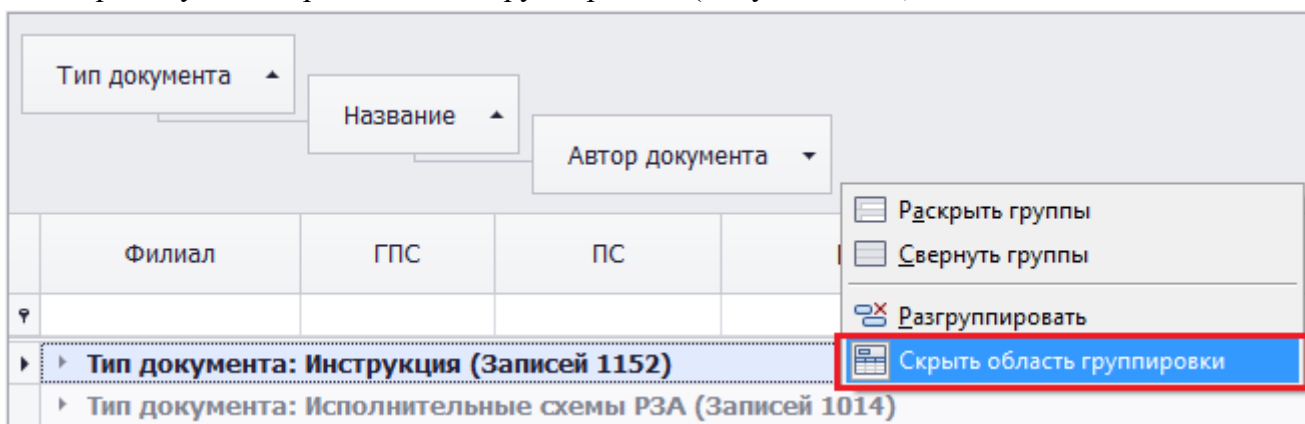 Тип документа
Название
Автор документа
Раскрыть группы
Филиал ГПС ПС
Свернуть группы
Разгруппировать
Тип документа: Инструкция (Записей 1152)
Скрыть область группировки
Тип документа: Исполнительные схемы РЗА (Записей 1014)